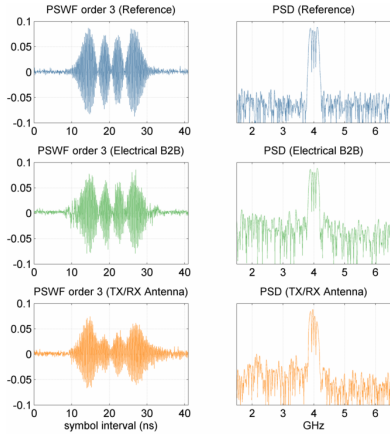 PSWF order 3 (Reference)
PSD (Reference)
0.1
0.05
0
-0.05
-0.1
0 10 20 30 40
2 3 4 5 6
PSWF order 3 (Electrical B2B)
PSD (Electrical B2B)
0.1
0.05
0
-0.05
-0.1
0 10 20 30 40
2 3 4 5 6
PSWF order 3 (TX/RX Antenna)
PSD (TX/RX Antenna)
0.1
0.05
0
-0.05
-0.1
0 10 20 30 40
2 3 4 5 6
symbol interval (ns)
GHz